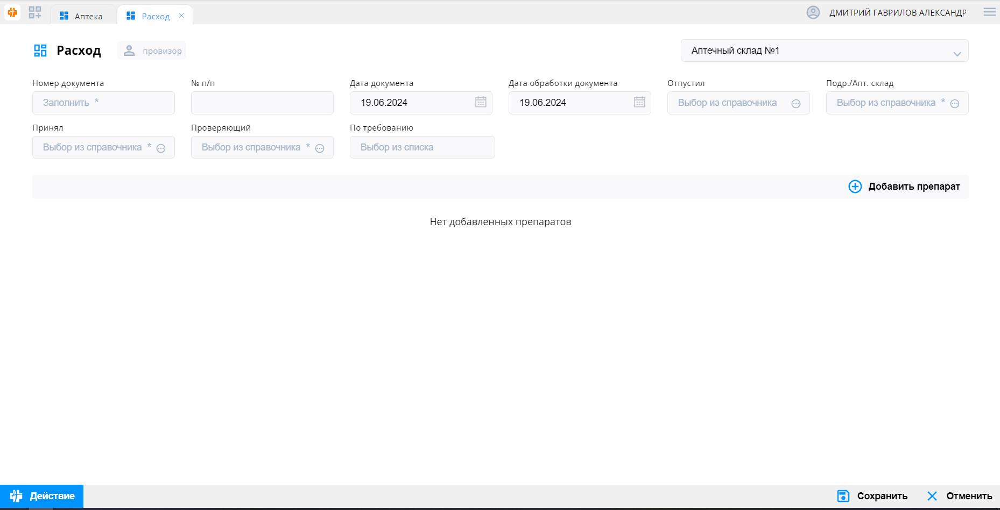 Аптека
Расход
ДМИТРИЙ ГАВРИЛОВ АЛЕКСАНДР
Расход
провизор
Аптечный склад №1
Номер документа
№ п/п
Дата документа
Дата обработки документа
Отпустил
Подр./Апт. склад
Заполнить *
19.06.2024
19.06.2024
Выбор из справочника
Выбор из справочника *
Принял
Проверяющий
По требованию
Выбор из справочника *
Выбор из справочника *
Выбор из списка
Добавить препарат
Нет добавленных препаратов
Действие
Сохранить
Отменить